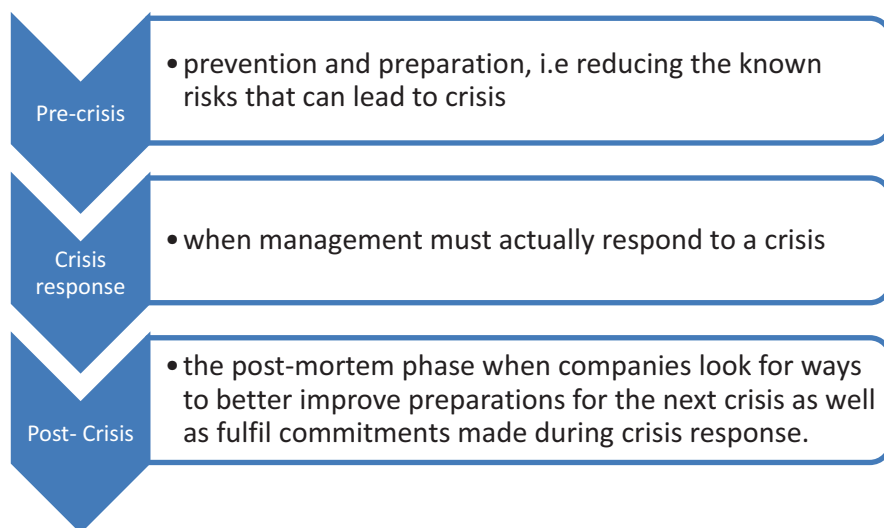 Pre-crisis
• prevention and preparation, i.e reducing the known
risks that can lead to crisis
Crisis
response
• when management must actually respond to a crisis
Post- Crisis
• the post-mortem phase when companies look for ways
to better improve preparations for the next crisis as well
as fulfil commitments made during crisis response.